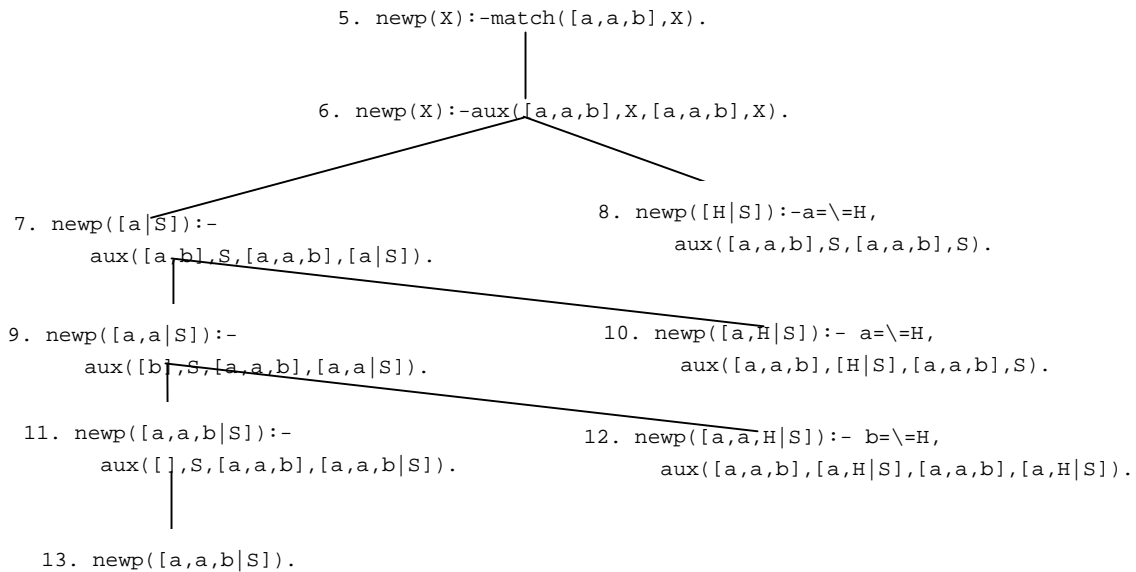 5. newp(X):-match([a,a,b],X).
6. newp(X):-aux([a,a,b],X,[a,a,b],X).
7. newp([a|S]):-
aux([a,b],S,[a,a,b],[a|S]).
8. newp([H|S]):-a=\=H,
aux([a,a,b],S,[a,a,b],S).
9. newp([a,a|S]):-
aux([b],S,[a,a,b],[a,a|S]).
10. newp([a,H|S]):- a=\=H,
aux([a,a,b],[H|S],[a,a,b],S).
11. newp([a,a,b|S]):-
aux([],S,[a,a,b],[a,a,b|S]).
12. newp([a,a,H|S]):- b=\=H,
aux([a,a,b],[a,H|S],[a,a,b],[a,H|S]).
13. newp([a,a,b|S]).